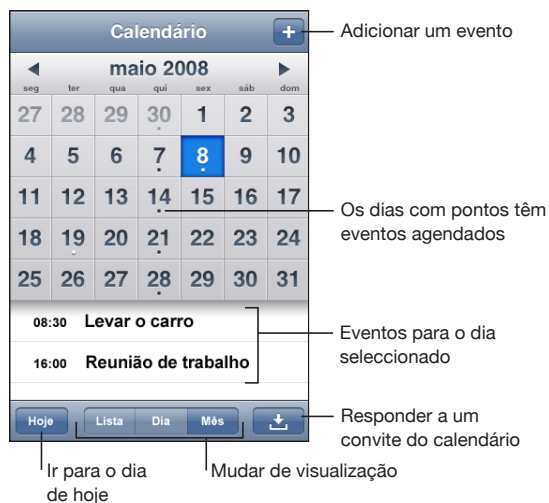 Calendário
+
Adicionar um evento
maio 2008
seg ter qua qui sex sáb dom
27 28 29 30 1 2 3
4 5 6 7 8 9 10
11 12 13 14 15 16 17
Os dias com pontos têm
eventos agendados
18 19 20 21 22 23 24
25 26 27 28 29 30 31
08:30 Levar o carro
16:00 Reunião de trabalho
Eventos para o dia
seleccionado
Hoje Lista Dia Mês
Responder a um
convite do calendário
Ir para o dia
de hoje
Mudar de visualização